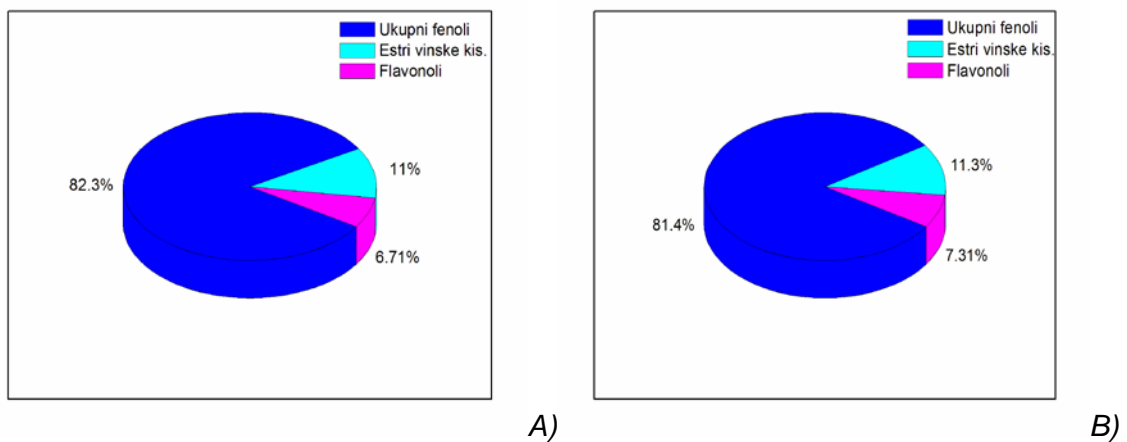 Ukupni fenoli
Estri vinske kis.
Flavonoli
82.3%
11%
6.71%
A)
Ukupni fenoli
Estri vinske kis.
Flavonoli
81.4%
11.3%
7.31%
B)